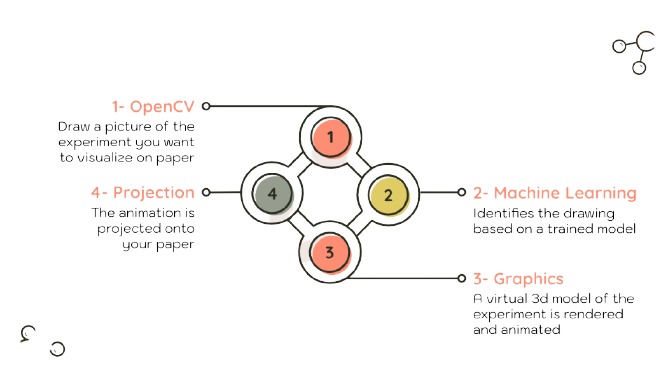 1- OpenCV
Draw a picture of the
experiment you want
to visualize on paper
1
4- Projection
The animation is
projected onto
your paper
4
2
2- Machine Learning
Identifies the drawing
based on a trained model
3
3- Graphics
A virtual 3d model of the
experiment is rendered
and animated